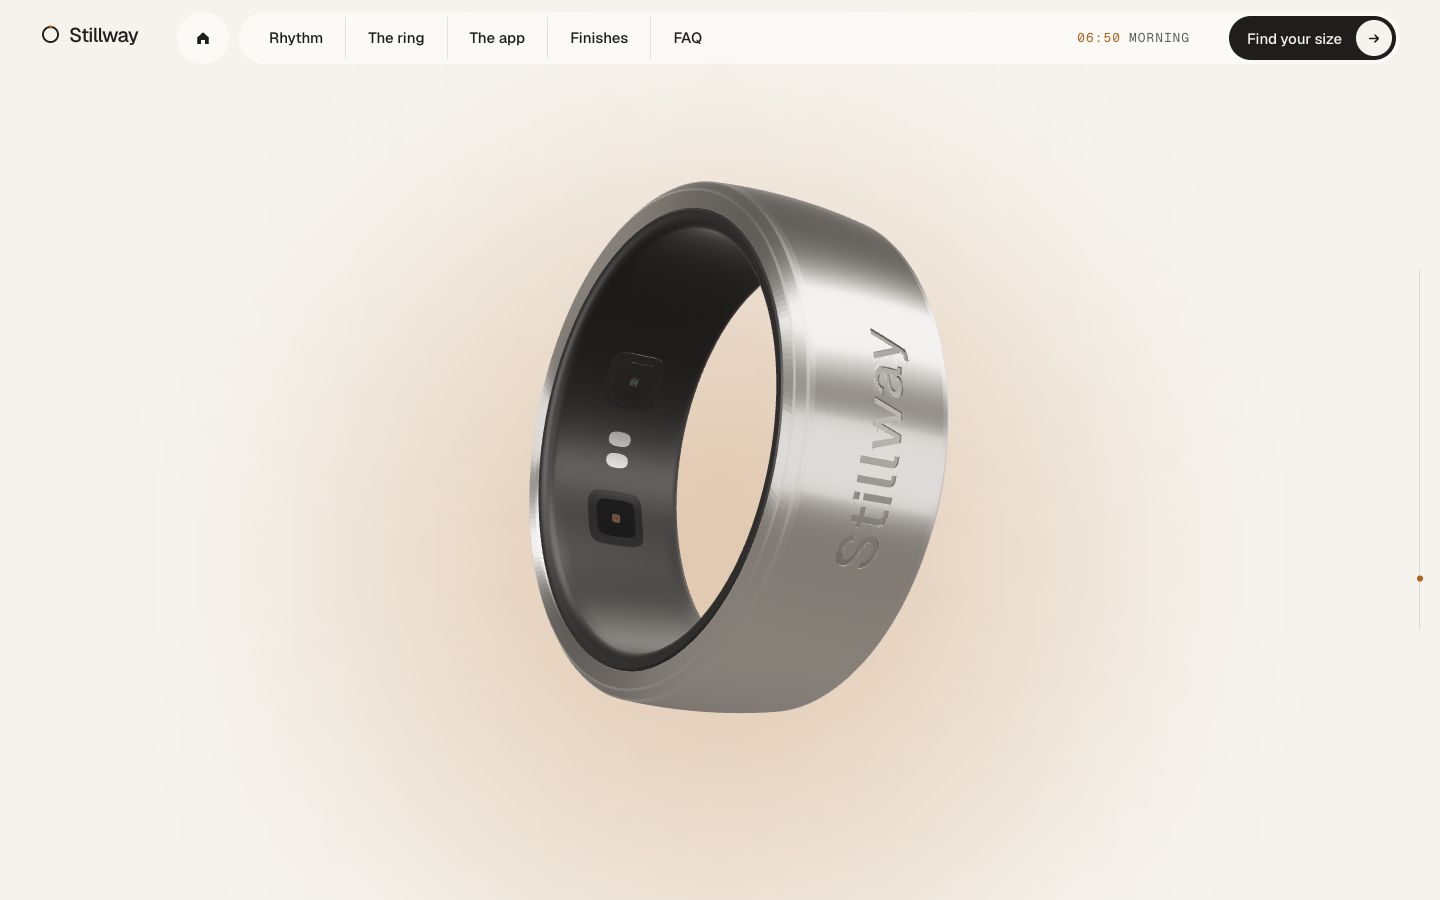 Stillway
Rhythm
The ring
The app
Finishes
FAQ
06:50 MORNING
Find your size
Stillway